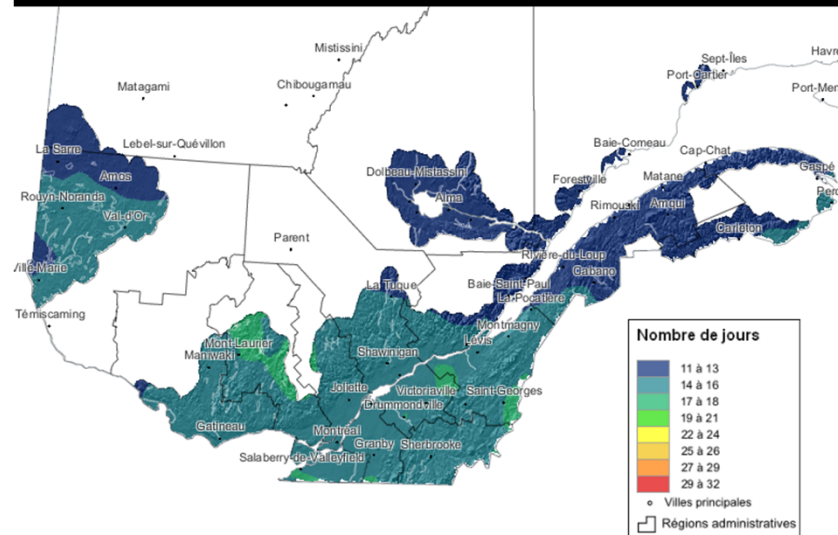 Mistissini
Sept-Îles
Havre
Port-Cartier
Chibougamau
Matagami
Port-Men
Baie-Comeau
Lebel-sur-Quévillon
La Sarre
Cap-Chat
Dolbeau-Mistassini
Gaspé
Amos
Forestville
Matane
Perc
Rouyn-Noranda
Alma
Rimouski
Amqui
Val-d'Or
Carleton
Parent
Rivière-du-Loup
Ville-Marie
Cabano
La Tuque
Baie-Saint-Paul
La Pocatière
Témiscaming
Montmagny
Mont-Laurier
Lévis
Maniwaki
Shawinigan
Joliette
Victoriaville
Saint-Georges
Drummondville
Gatineau
Montréal
Granby
Sherbrooke
Salaberry-de-Valleyfield
Nombre de jours
11 à 13
14 à 16
17 à 18
19 à 21
22 à 24
25 à 26
27 à 29
29 à 32
Villes principales
Régions administratives